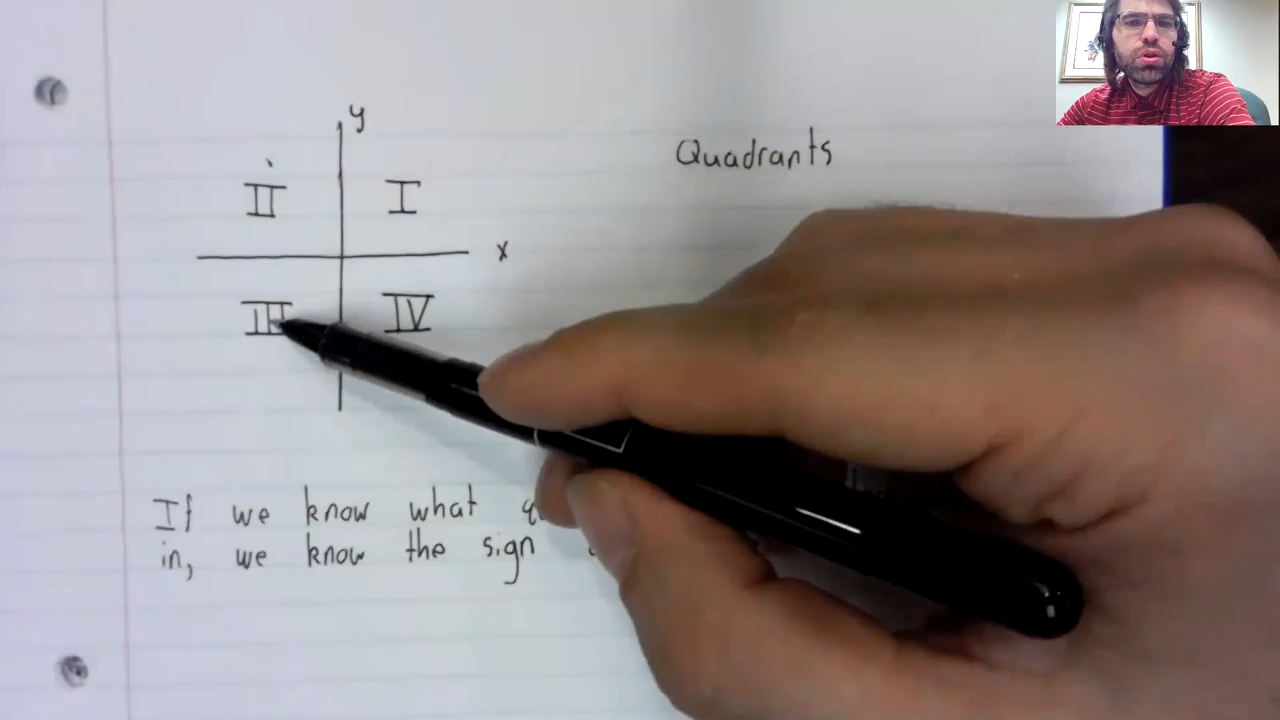 y
Quadrants
II I
x
III IV
If we know what
in, we know the sign